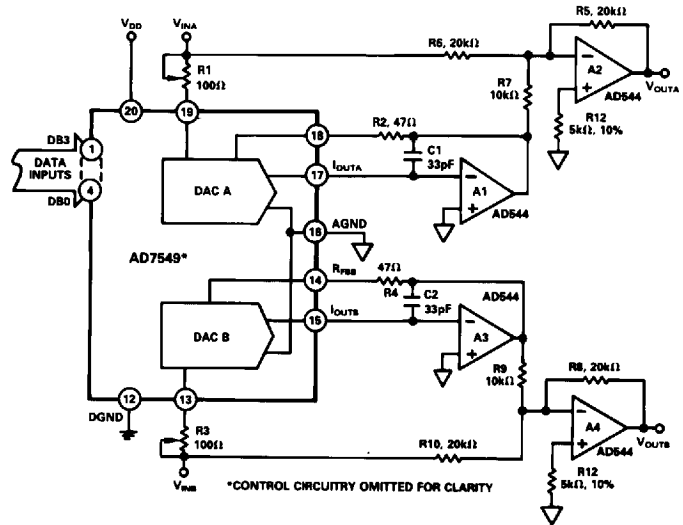 VDD
VINA
R1
100Ω
R6, 20kΩ
R5, 20kΩ
A2
AD544
VOUTA
R7
10kΩ
R12
5kΩ, 10%
20
19
DB3
1
DATA
INPUTS
4
DB0
DAC A
18
R2, 47Ω
C1
33pF
17
IOUTA
A1
AD544
16
AGND
AD7549*
14
RFBB
47Ω
R4
C2
33pF
15
IOUTB
AD544
A3
DAC B
R9
10kΩ
R8, 20kΩ
A4
AD544
VOUTB
12
DGND
13
R3
100Ω
VINB
R10, 20kΩ
R12
5kΩ, 10%
*CONTROL CIRCUITRY OMITTED FOR CLARITY